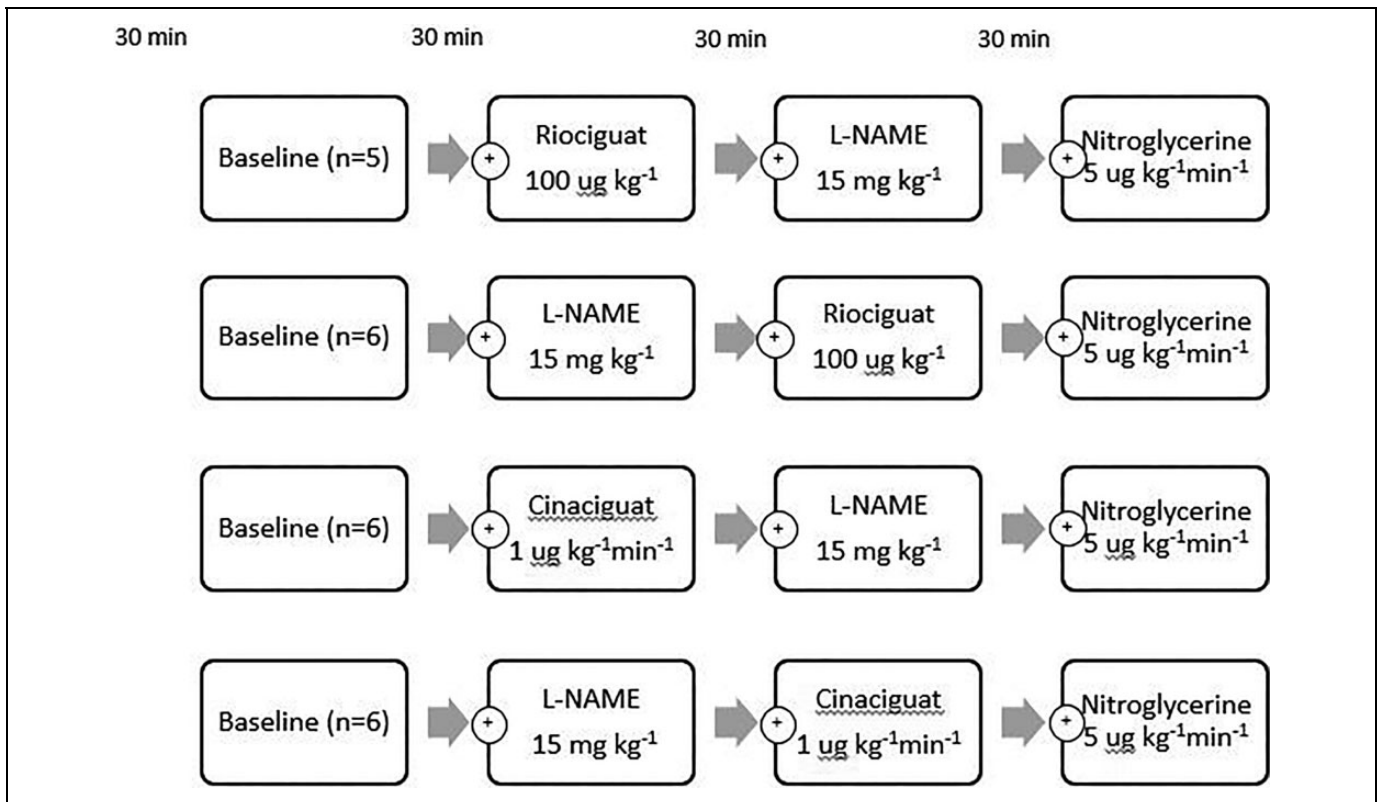 30 min 30 min 30 min 30 min
Baseline (n=5) + Riociguat 100 ug kg⁻¹ + L-NAME 15 mg kg⁻¹ + Nitroglycerine 5 ug kg⁻¹min⁻¹
Baseline (n=6) + L-NAME 15 mg kg⁻¹ + Riociguat 100 ug kg⁻¹ + Nitroglycerine 5 ug kg⁻¹min⁻¹
Baseline (n=6) + Cinaciguat 1 ug kg⁻¹min⁻¹ + L-NAME 15 mg kg⁻¹ + Nitroglycerine 5 ug kg⁻¹min⁻¹
Baseline (n=6) + L-NAME 15 mg kg⁻¹ + Cinaciguat 1 ug kg⁻¹min⁻¹ + Nitroglycerine 5 ug kg⁻¹min⁻¹